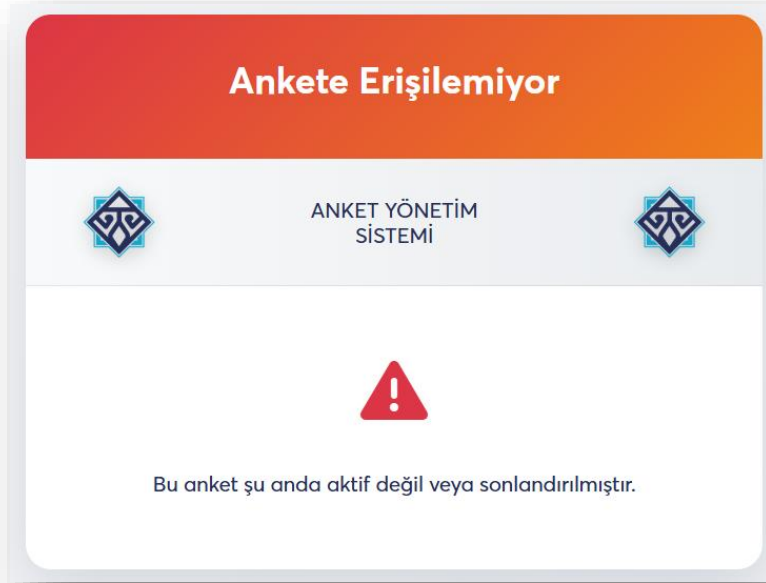 Ankete Erişilemiyor
ANKET YÖNETİM
SİSTEMİ
Bu anket şu anda aktif değil veya sonlandırılmıştır.